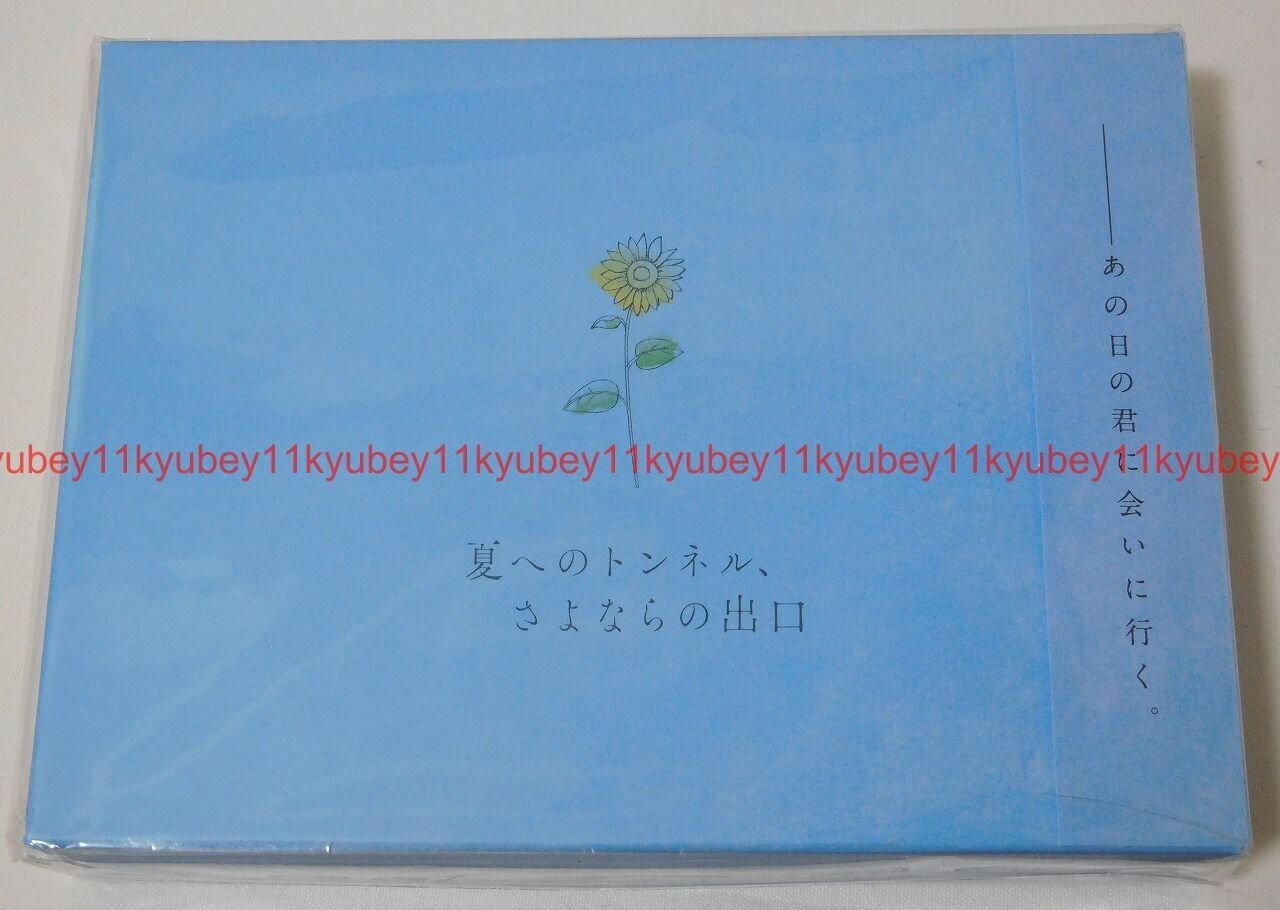 夏へのトンネル、
さよならの出口
――あの日の君に会いに行く。
yubey11kyubey11kyubey11kyubey11kyubey11kyubey11kyubey11kyubey